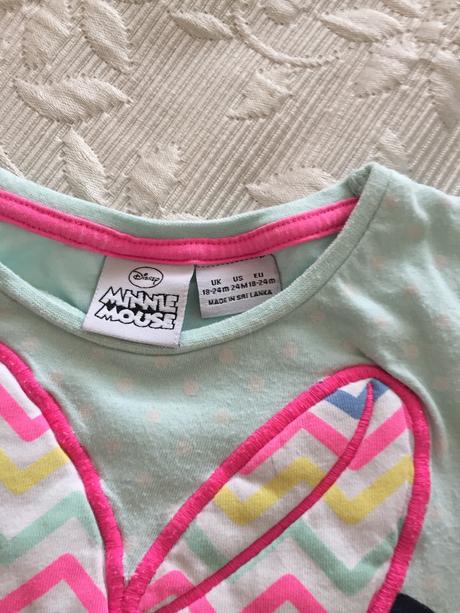 Disney
MINNIE
MOUSE
UK US EU
18-24m 24M 18-24m
MADE IN SRI LANKA